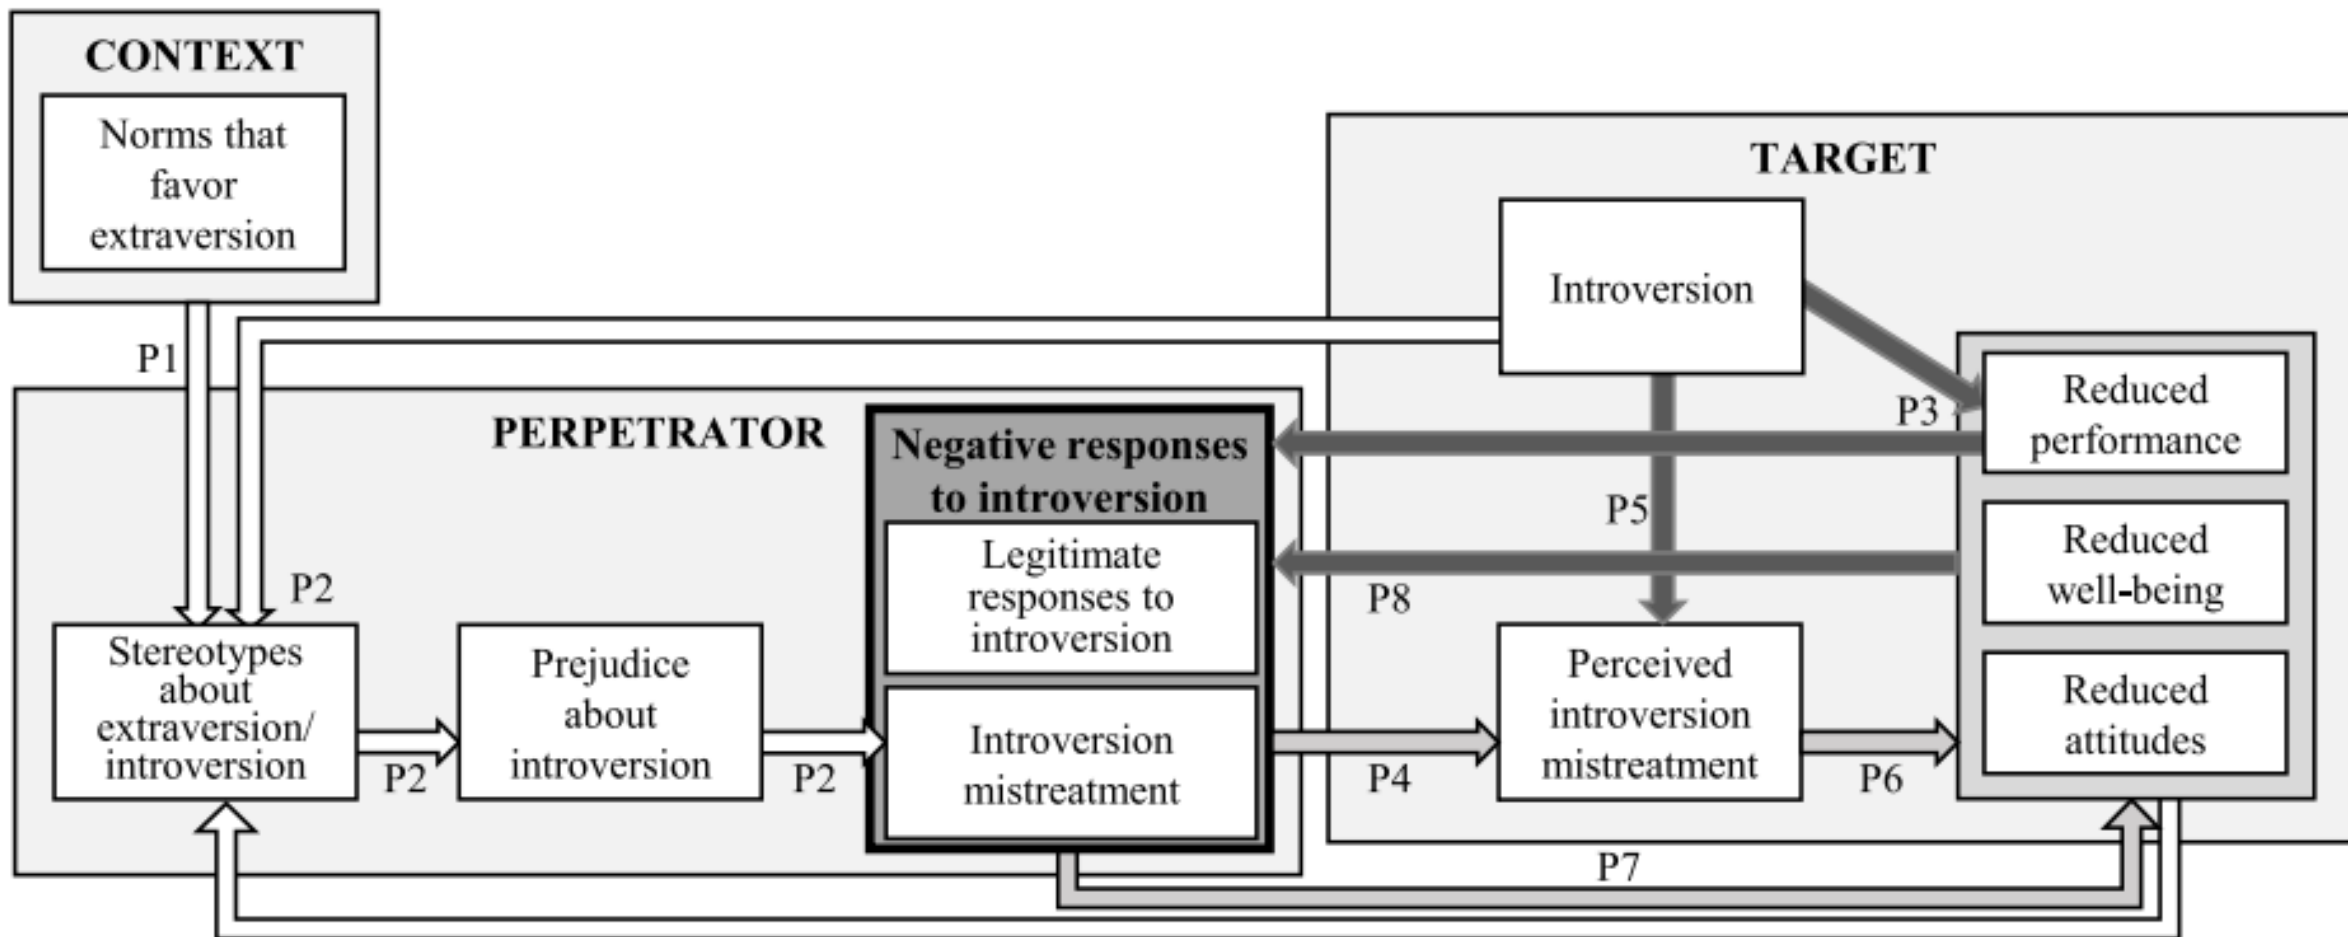 CONTEXT
Norms that
favor
extraversion
P1
P2
PERPETRATOR
Stereotypes
about
extraversion/
introversion
P2
Prejudice
about
introversion
P2
Negative responses
to introversion
Legitimate
responses to
introversion
Introversion
mistreatment
TARGET
Introversion
P3
P5
P8
P4
Perceived
introversion
mistreatment
P6
Reduced
performance
Reduced
well-being
Reduced
attitudes
P7